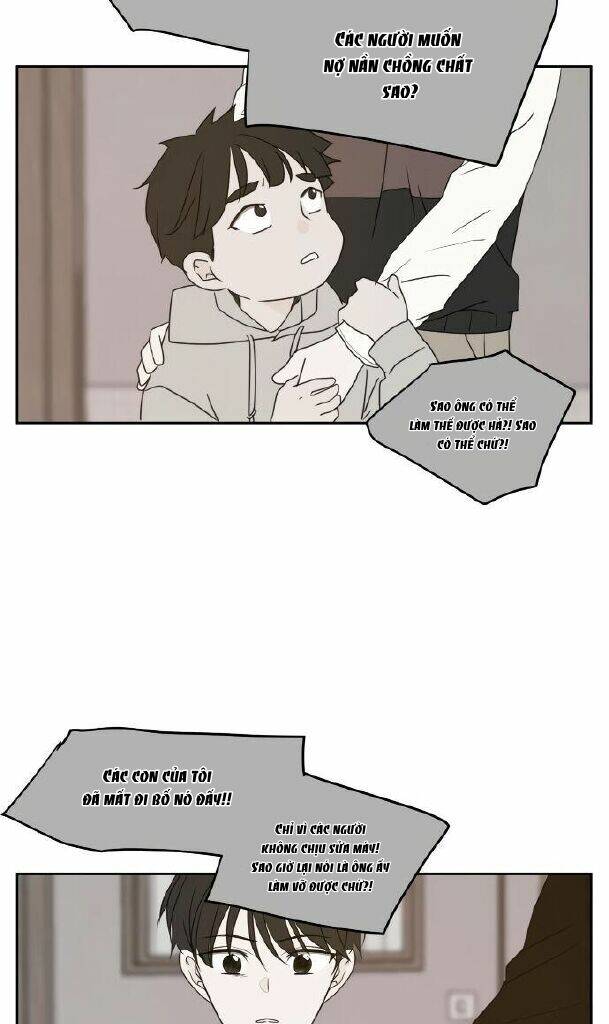 CÁC NGƯỜI MUỐN
NỢ NẦN CHỒNG CHẤT
SAO?
SAO ÔNG CÓ THỂ
LÀM THẾ ĐƯỢC HẢ?! SAO
CÓ THỂ CHỨ?!
CÁC CON CỦA TÔI
ĐÃ MẤT ĐI BỐ NÓ ĐẤY!!
CHỈ VÌ CÁC NGƯỜI
KHÔNG CHỊU SỬA MÁY!
SAO GIỜ LẠI NÓI LÀ ÔNG ẤY
LÀM VỠ ĐƯỢC CHỨ?!